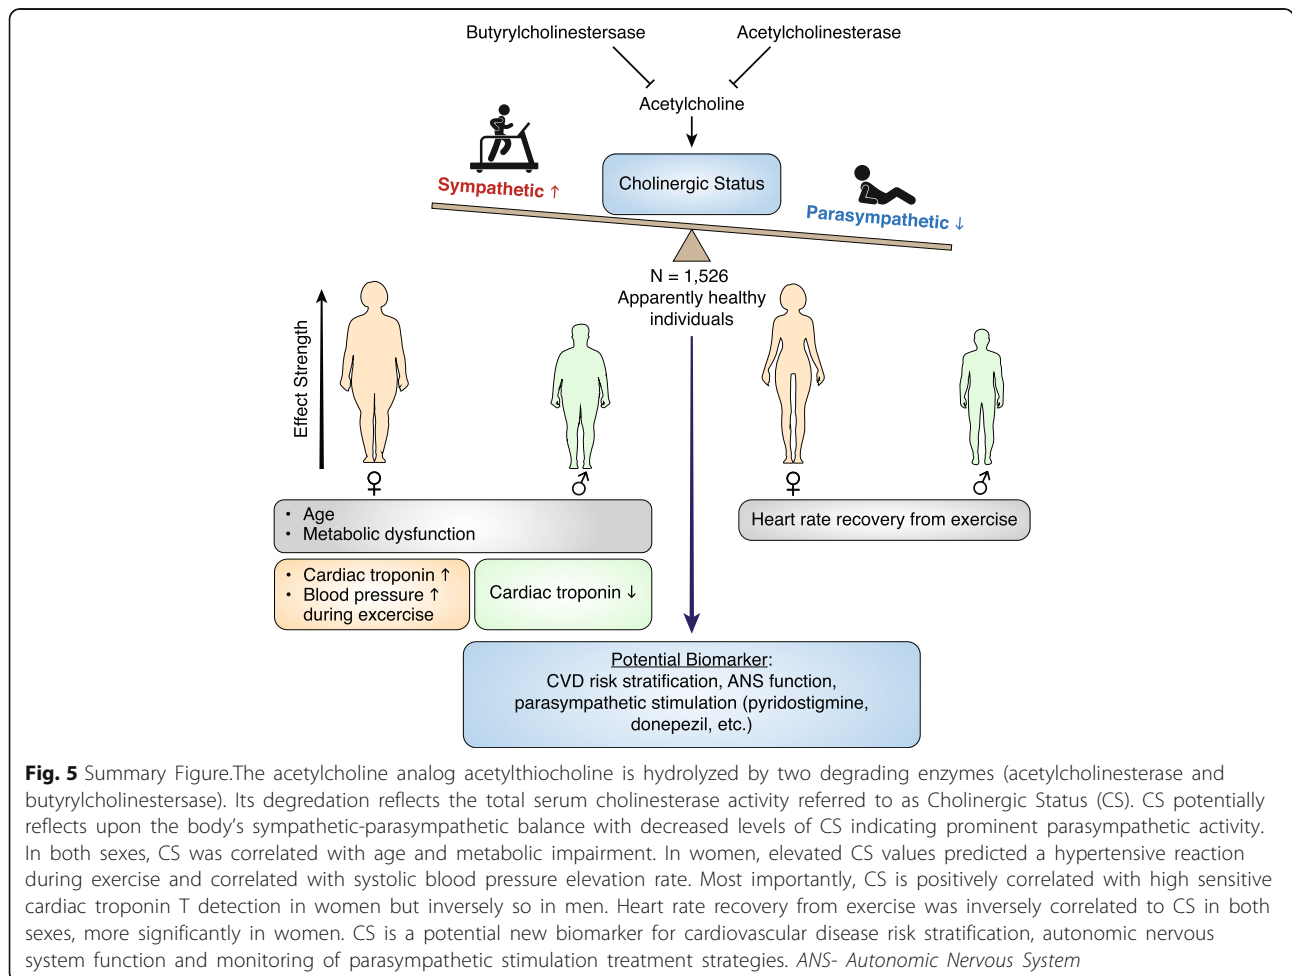 Butyrylcholinestersase
Acetylcholinesterase
Acetylcholine
Cholinergic Status
Sympathetic ↑
Parasympathetic ↓
N = 1,526
Apparently healthy
individuals
Effect Strength
♀
♂
♀
♂
• Age
• Metabolic dysfunction
Heart rate recovery from exercise
• Cardiac troponin ↑
• Blood pressure ↑
during excercise
Cardiac troponin ↓
Potential Biomarker:
CVD risk stratification, ANS function,
parasympathetic stimulation (pyridostigmine,
donepezil, etc.)
Fig. 5 Summary Figure.The acetylcholine analog acetylthiocholine is hydrolyzed by two degrading enzymes (acetylcholinesterase and
butyrylcholinestersase). Its degredation reflects the total serum cholinesterase activity referred to as Cholinergic Status (CS). CS potentially
reflects upon the body's sympathetic-parasympathetic balance with decreased levels of CS indicating prominent parasympathetic activity.
In both sexes, CS was correlated with age and metabolic impairment. In women, elevated CS values predicted a hypertensive reaction
during exercise and correlated with systolic blood pressure elevation rate. Most importantly, CS is positively correlated with high sensitive
cardiac troponin T detection in women but inversely so in men. Heart rate recovery from exercise was inversely correlated to CS in both
sexes, more significantly in women. CS is a potential new biomarker for cardiovascular disease risk stratification, autonomic nervous
system function and monitoring of parasympathetic stimulation treatment strategies. ANS- Autonomic Nervous System